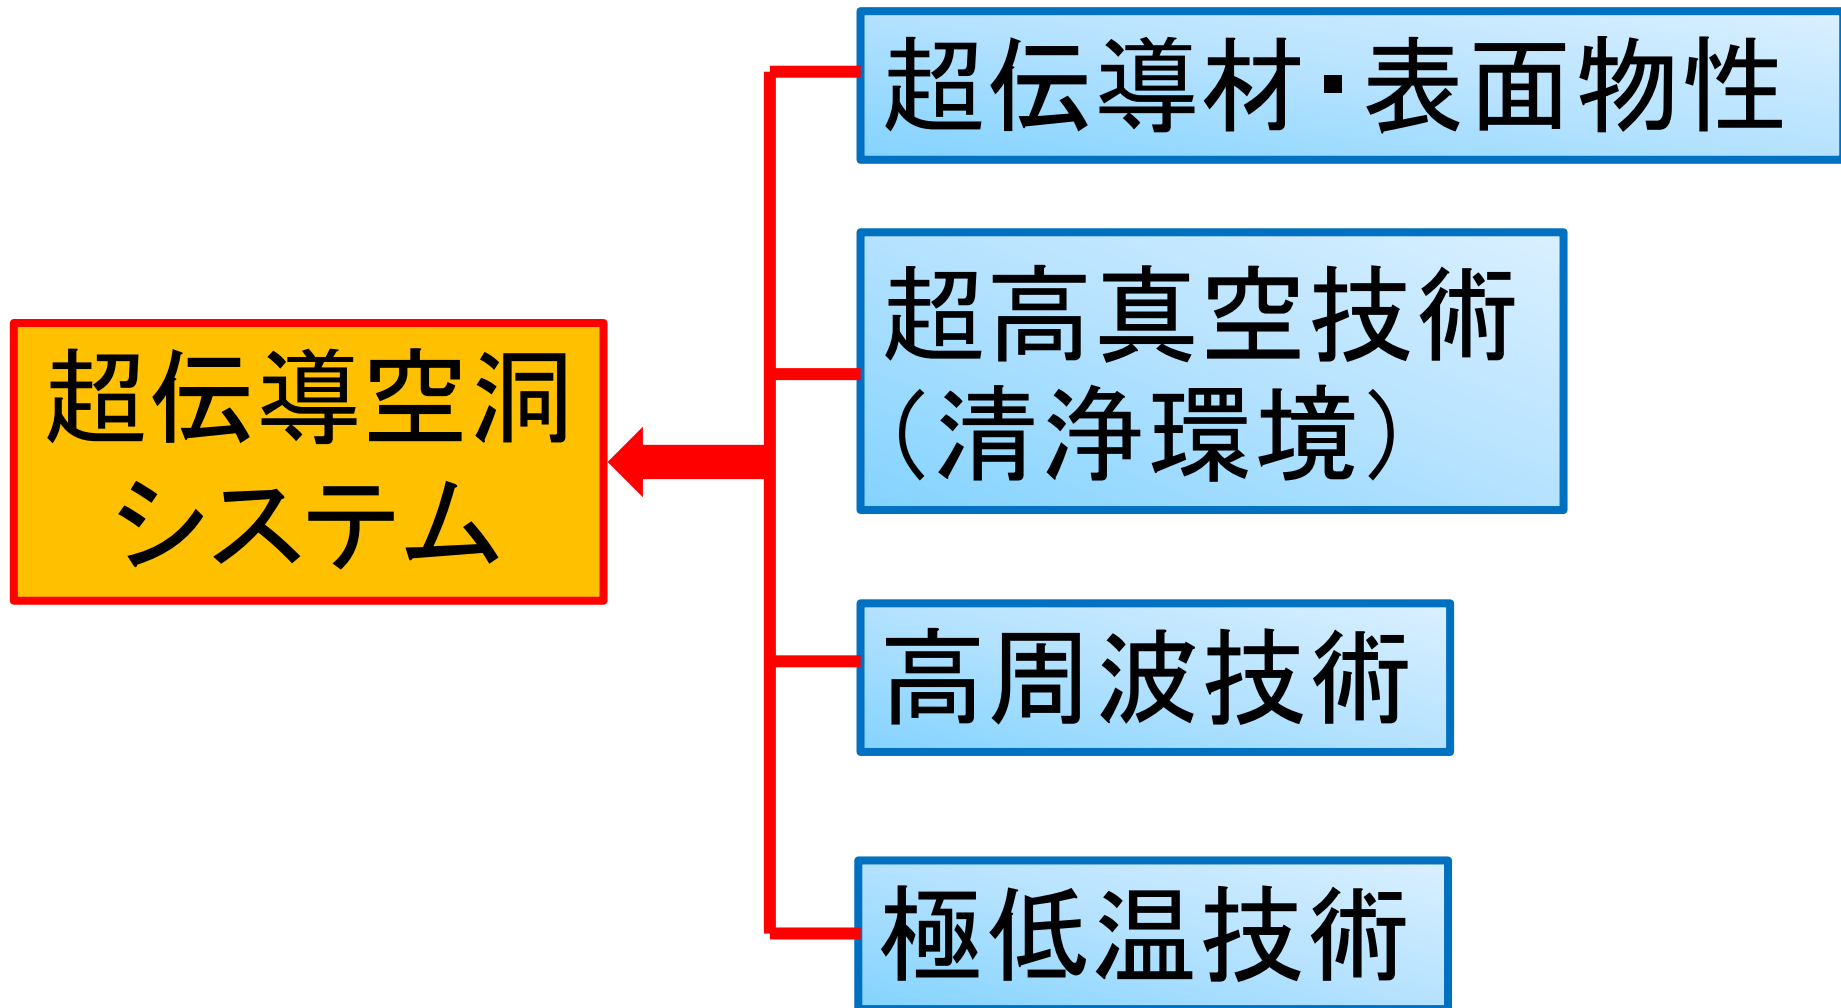 超伝導材・表面物性
超高真空技術
（清浄環境）
超伝導空洞
システム
高周波技術
極低温技術